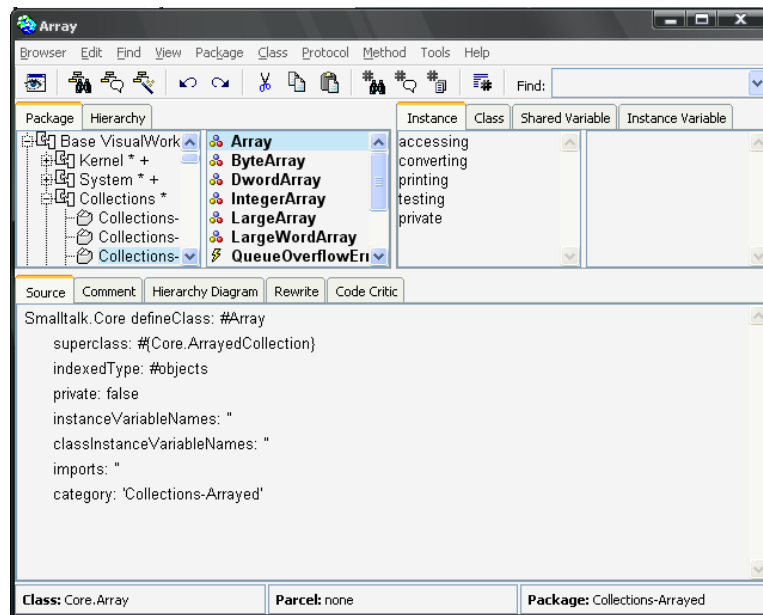 Array
Browser Edit Find View Package Class Protocol Method Tools Help
Find:
Package Hierarchy
Instance Class Shared Variable Instance Variable
Base VisualWork
Kernel * +
System * +
Collections *
Collections-
Collections-
Collections-
Array
ByteArray
DwordArray
IntegerArray
LargeArray
LargeWordArray
QueueOverflowErr
accessing
converting
printing
testing
private
Source Comment Hierarchy Diagram Rewrite Code Critic
Smalltalk.Core defineClass: #Array
superclass: #{Core.ArrayedCollection}
indexedType: #objects
private: false
instanceVariableNames: ''
classInstanceVariableNames: ''
imports: ''
category: 'Collections-Arrayed'
Class: Core.Array Parcel: none Package: Collections-Arrayed